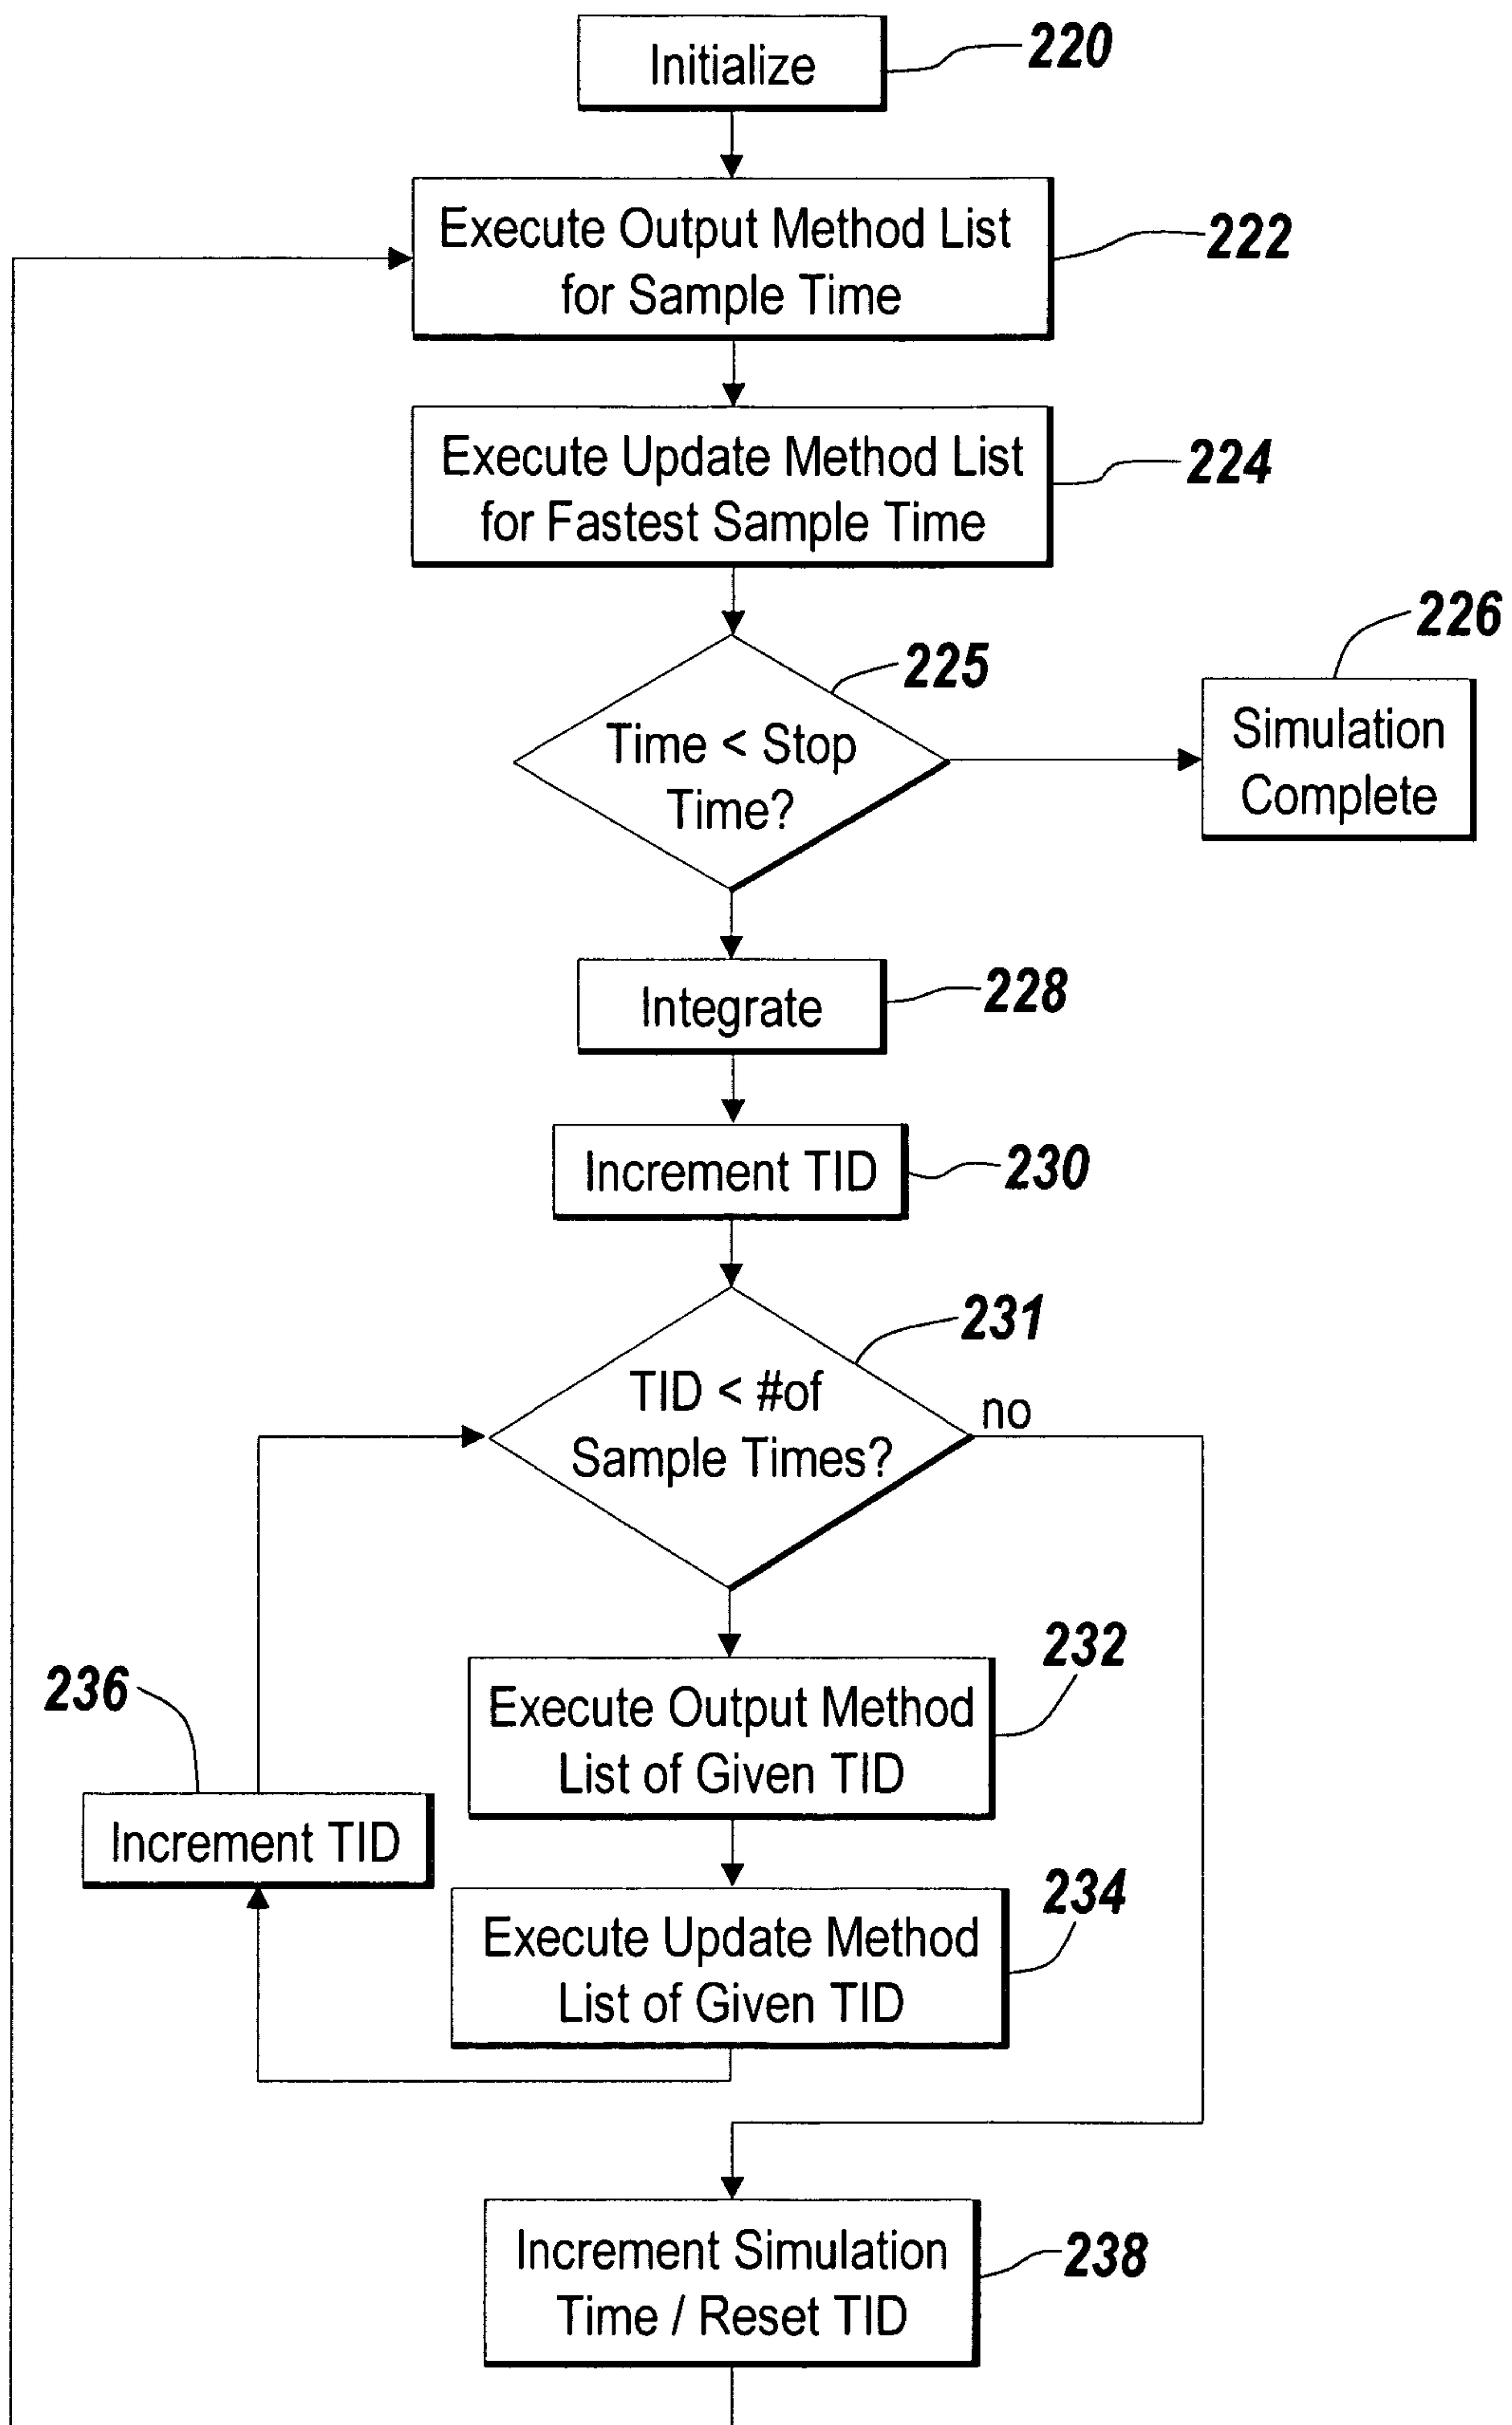 Initialize
220
Execute Output Method List
for Sample Time
222
Execute Update Method List
for Fastest Sample Time
224
225
226
Time < Stop
Time?
Simulation
Complete
Integrate
228
Increment TID
230
231
TID < #of
Sample Times?
no
232
Execute Output Method
List of Given TID
236
Increment TID
234
Execute Update Method
List of Given TID
Increment Simulation
Time / Reset TID
238